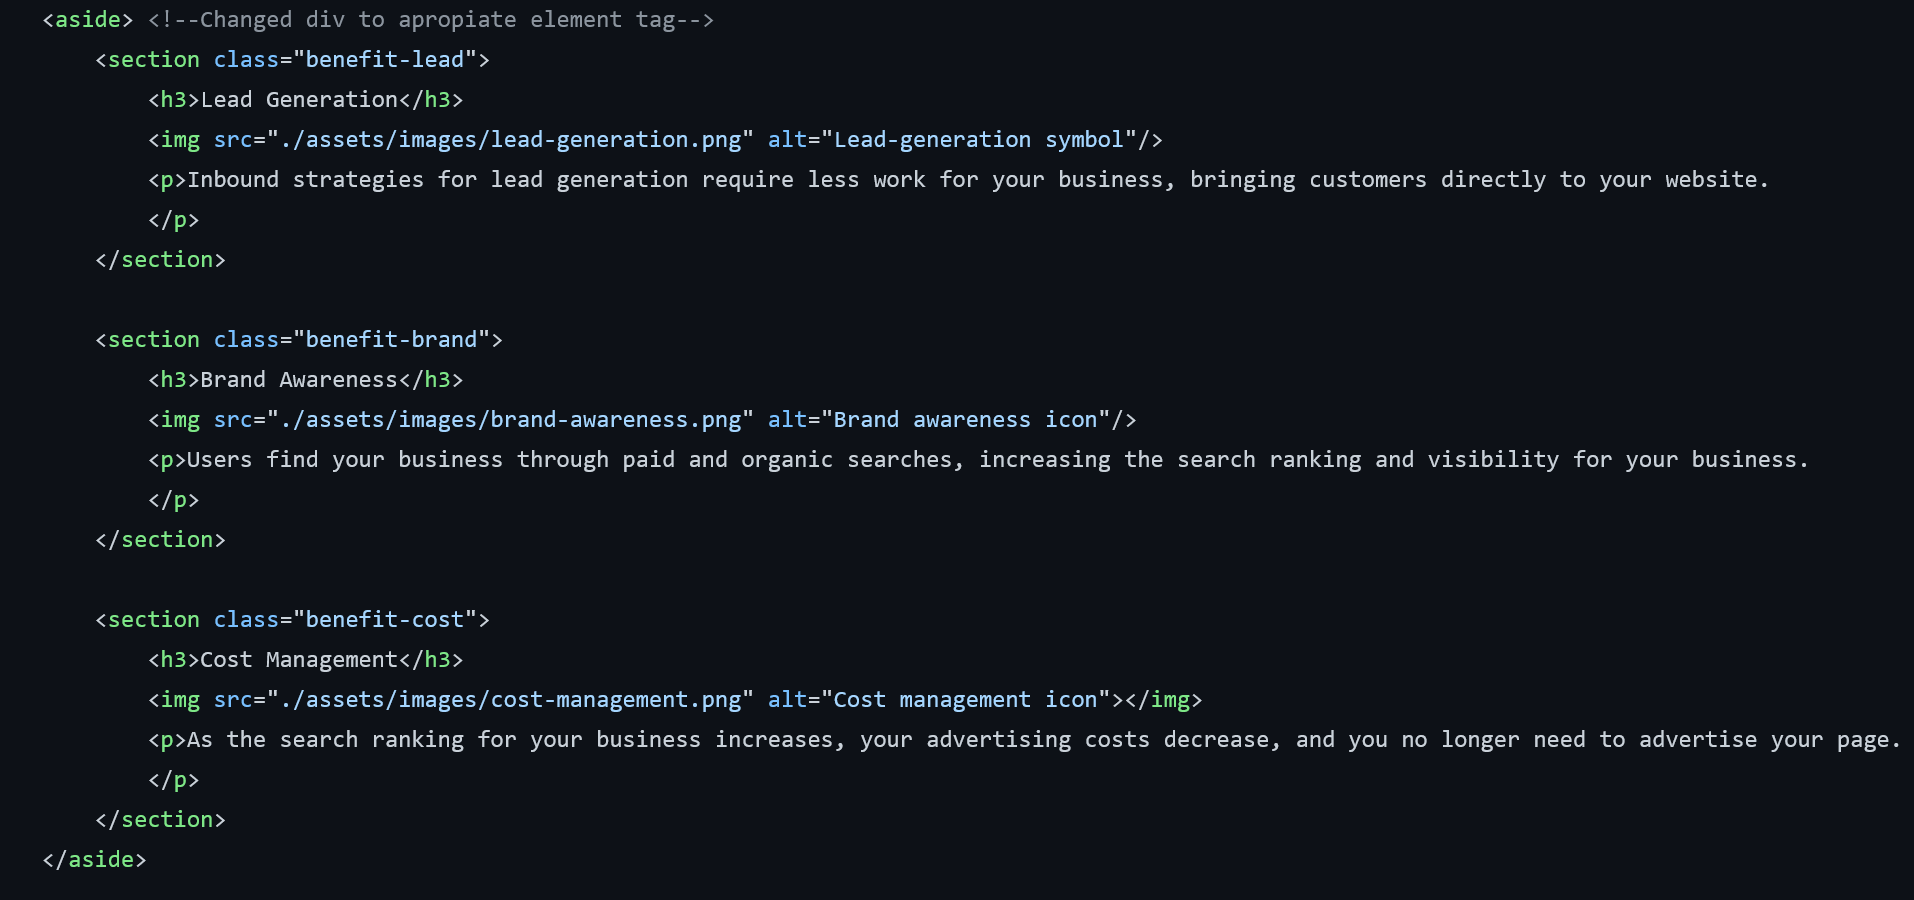 <aside> <!--Changed div to apropiate element tag-->
<section class="benefit-lead">
<h3>Lead Generation</h3>
<img src="./assets/images/lead-generation.png" alt="Lead-generation symbol"/>
<p>Inbound strategies for lead generation require less work for your business, bringing customers directly to your website.
</p>
</section>
<section class="benefit-brand">
<h3>Brand Awareness</h3>
<img src="./assets/images/brand-awareness.png" alt="Brand awareness icon"/>
<p>Users find your business through paid and organic searches, increasing the search ranking and visibility for your business.
</p>
</section>
<section class="benefit-cost">
<h3>Cost Management</h3>
<img src="./assets/images/cost-management.png" alt="Cost management icon"></img>
<p>As the search ranking for your business increases, your advertising costs decrease, and you no longer need to advertise your page.
</p>
</section>
</aside>